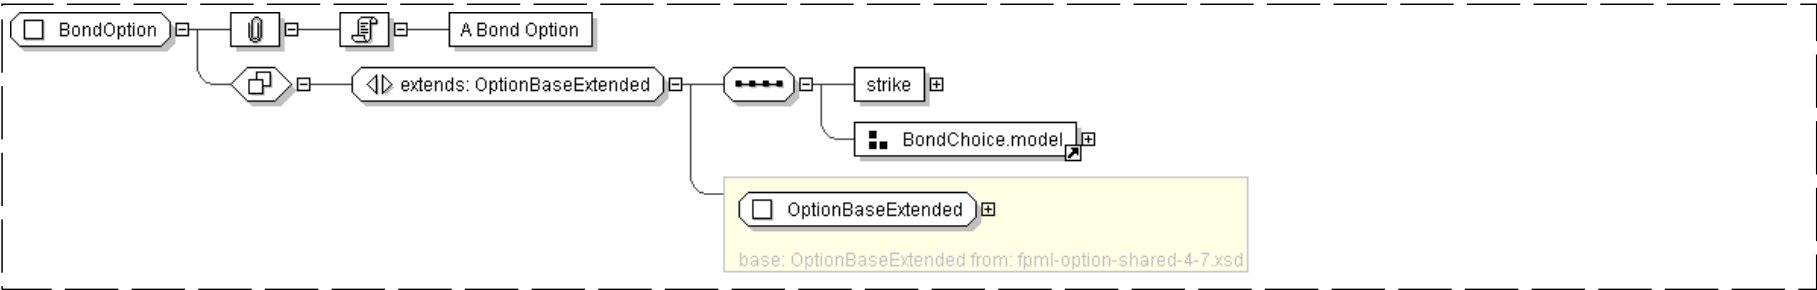 BondOption
A Bond Option
extends: OptionBaseExtended
strike
BondChoice.model
OptionBaseExtended
base: OptionBaseExtended from: fpml-option-shared-4-7.xsd